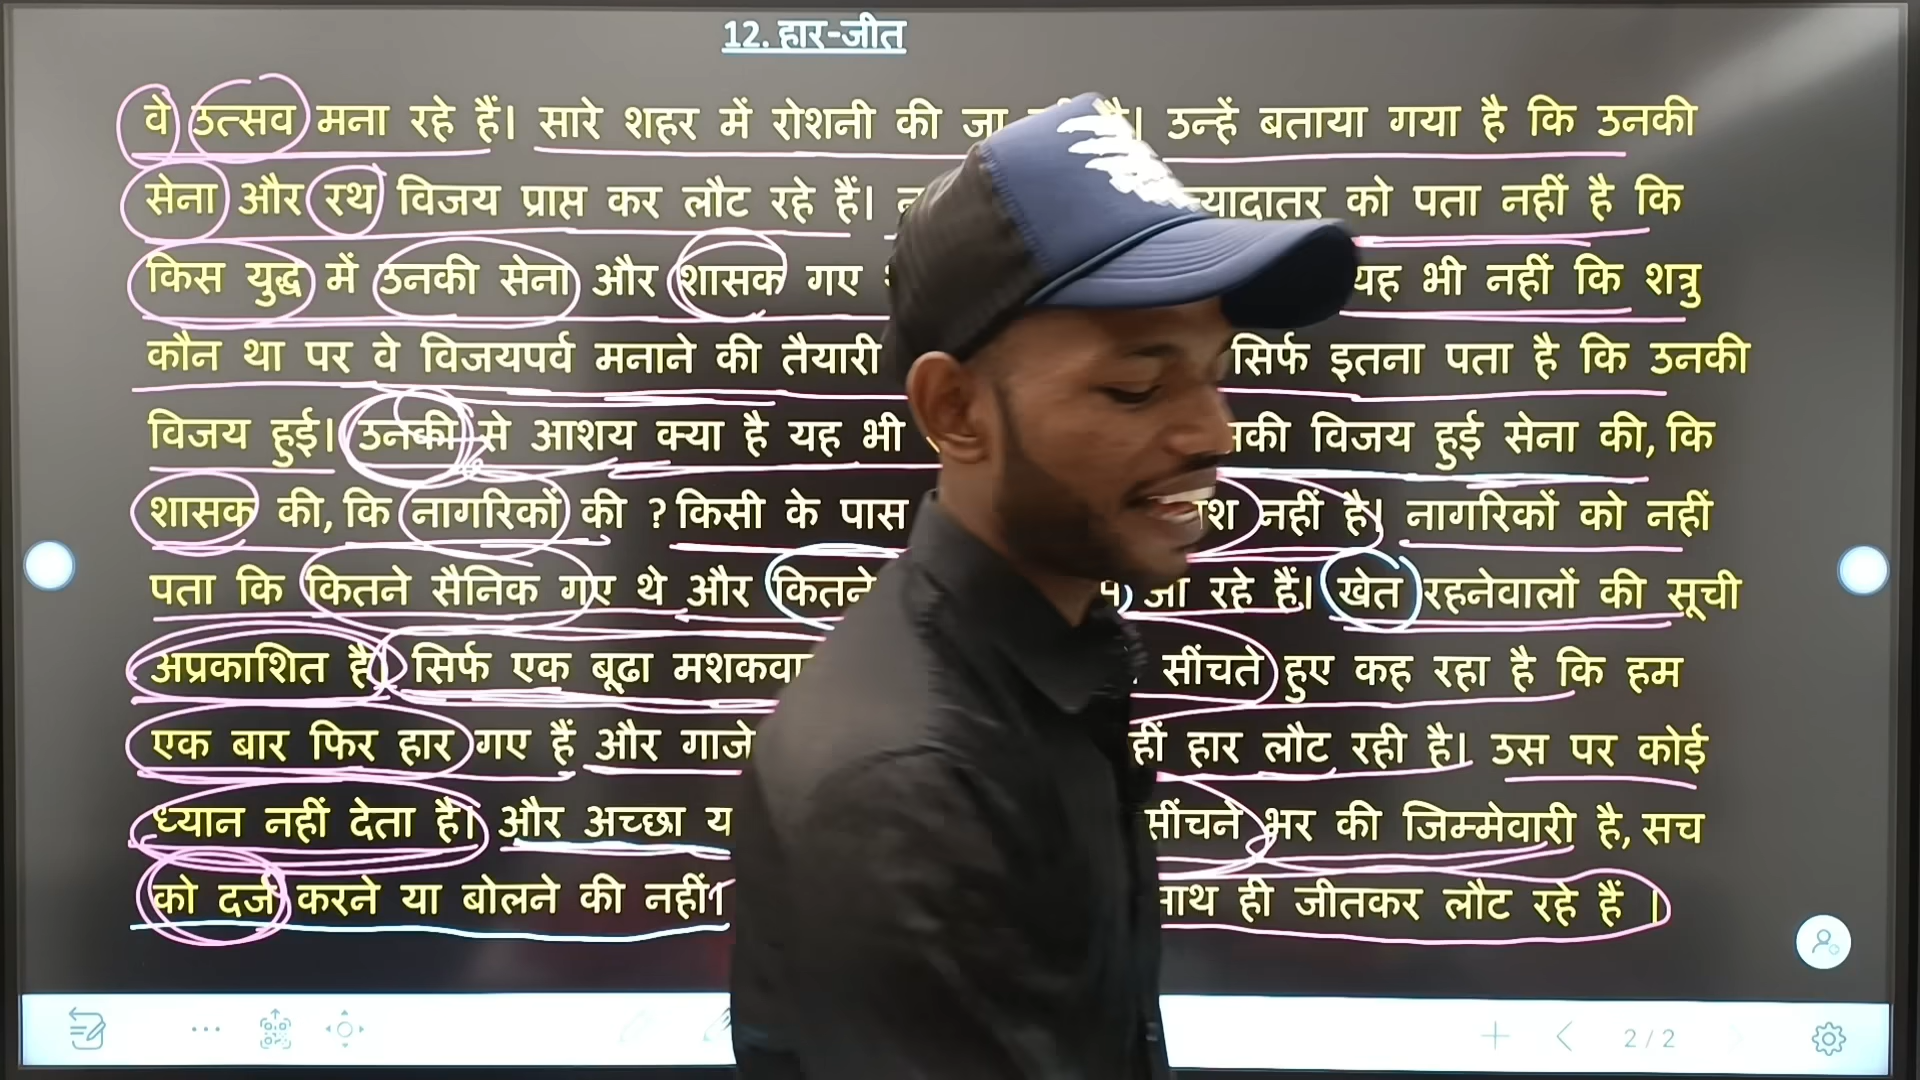 12. हार-जीत
वे उत्सव मना रहे हैं। सारे शहर में रोशनी की जा है। उन्हें बताया गया है कि उनकी
सेना और रथ विजय प्राप्त कर लौट रहे हैं। कों पता नहीं है कि
किस युद्ध में उनकी सेना और शासक गए यह भी नहीं कि शत्रु
कौन था पर वे विजयपर्व मनाने की तैयारी सिर्फ इतना पता है कि उनकी
विजय हुई। उनकी से आशय क्या है यह भी विजय हुई सेना की, कि
शासक की, कि नागरिकों की ? किसी के पास नहीं है। नागरिकों को नहीं
पता कि कितने सैनिक गए थे और कितने जा रहे हैं। खेत रहनेवालों की सूची
अप्रकाशित है। सिर्फ एक बूढ़ा सींचते हुए कह रहा है कि हम
एक बार फिर हार गए हैं और गाजे हार लौट रही है। उस पर कोई
ध्यान नहीं देता है। और अच्छा सींचने भर की जिम्मेवारी है, सच
को दर्ज करने या बोलने की नहीं। ही जीतकर लौट रहे हैं ।
2/2